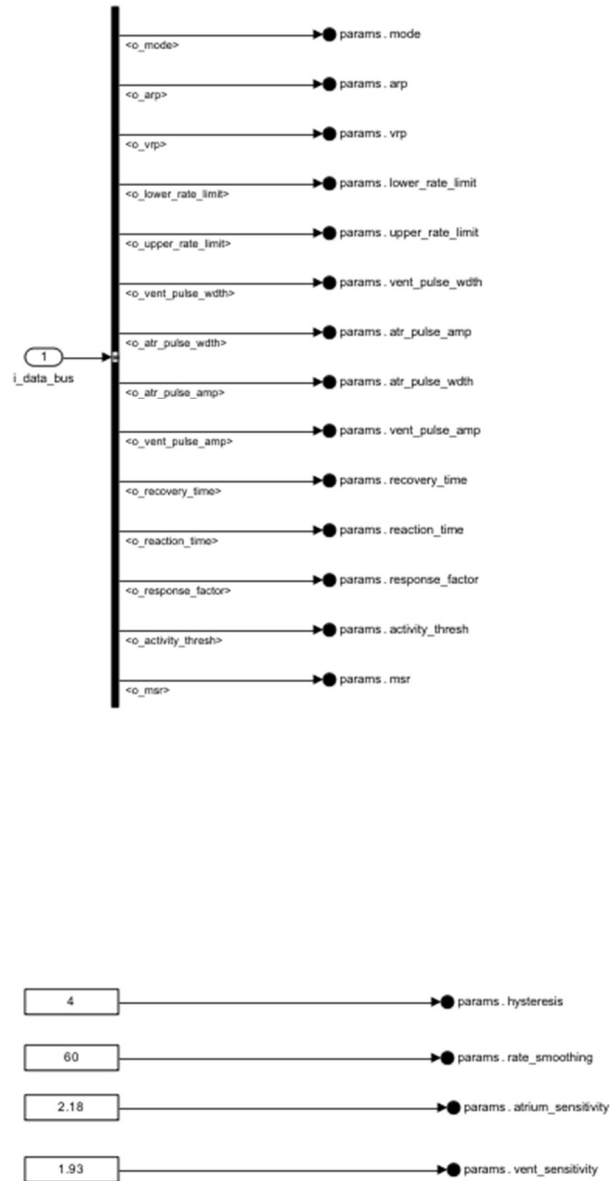 params . mode
<o_mode>
params . arp
<o_arp>
params . vrp
<o_vrp>
params . lower_rate_limit
<o_lower_rate_limit>
params . upper_rate_limit
<o_upper_rate_limit>
params . vent_pulse_wdth
<o_vent_pulse_wdth>
params . atr_pulse_amp
<o_atr_pulse_wdth>
1
i_data_bus
params . atr_pulse_wdth
<o_atr_pulse_amp>
params . vent_pulse_amp
<o_vent_pulse_amp>
params . recovery_time
<o_recovery_time>
params . reaction_time
<o_reaction_time>
params . response_factor
<o_response_factor>
params . activity_thresh
<o_activity_thresh>
params . msr
<o_msr>
4 params . hysteresis
60 params . rate_smoothing
2.18 params . atrium_sensitivity
1.93 params . vent_sensitivity